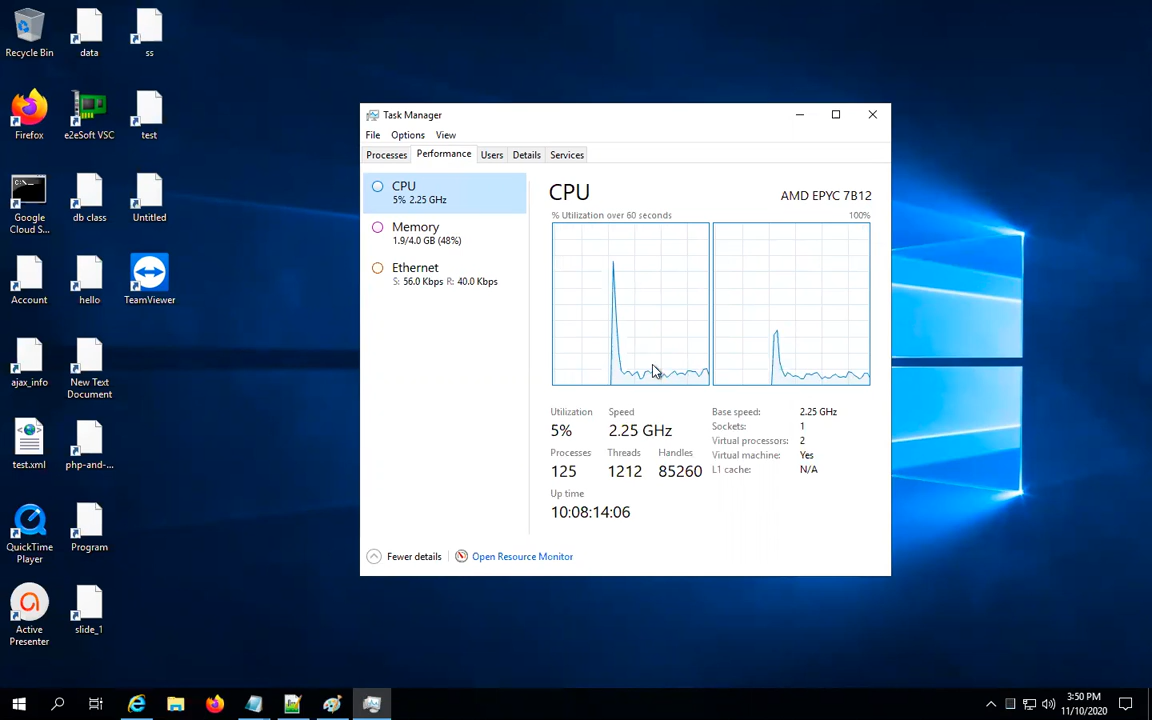 Recycle Bin
data
ss
Firefox
e2eSoft VSC
test
Google
Cloud S...
db class
Untitled
Account
hello
TeamViewer
ajax_info
New Text
Document
test.xml
php-and-...
QuickTime
Player
Program
Active
Presenter
slide_1
Task Manager
File Options View
Processes Performance Users Details Services
CPU
5% 2.25 GHz
Memory
1.9/4.0 GB (48%)
Ethernet
S: 56.0 Kbps R: 40.0 Kbps
CPU
AMD EPYC 7B12
% Utilization over 60 seconds
100%
Utilization Speed
5% 2.25 GHz
Processes Threads Handles
125 1212 85260
Up time
10:08:14:06
Base speed: 2.25 GHz
Sockets: 1
Virtual processors: 2
Virtual machine: Yes
L1 cache: N/A
Fewer details
Open Resource Monitor
3:50 PM
11/10/2020